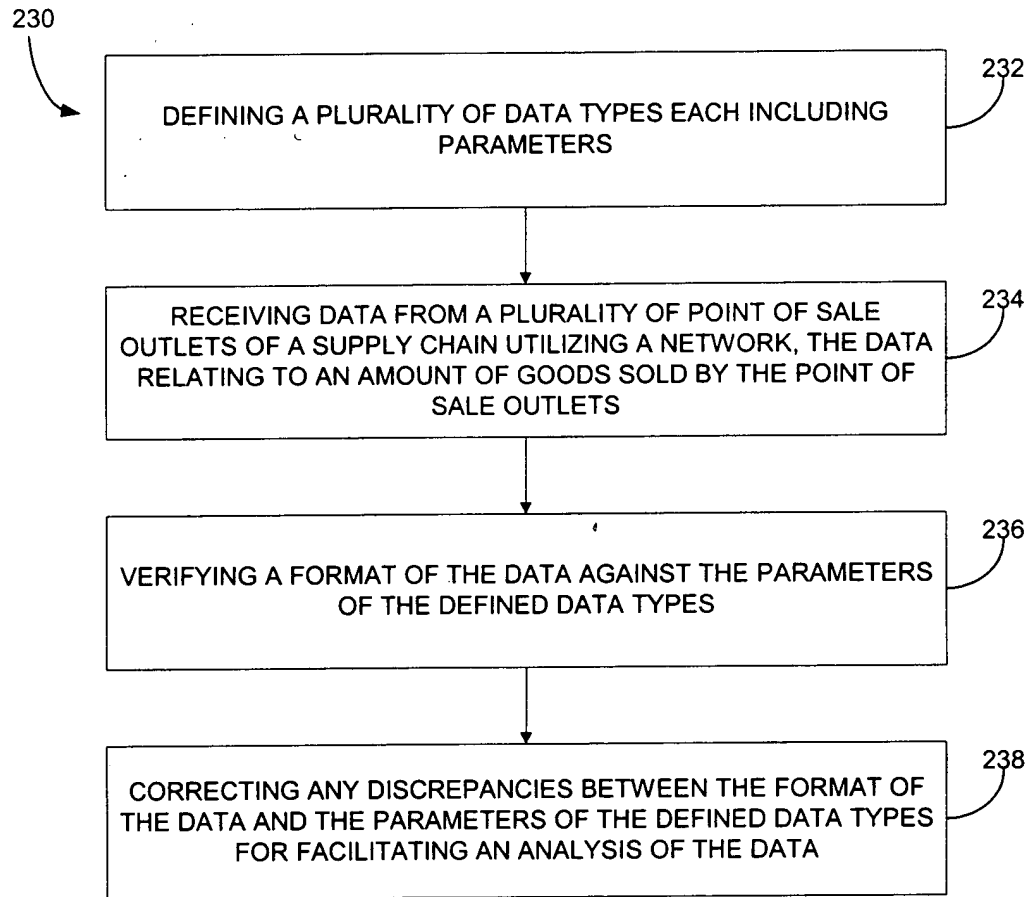 230
232
DEFINING A PLURALITY OF DATA TYPES EACH INCLUDING
PARAMETERS
234
RECEIVING DATA FROM A PLURALITY OF POINT OF SALE
OUTLETS OF A SUPPLY CHAIN UTILIZING A NETWORK, THE DATA
RELATING TO AN AMOUNT OF GOODS SOLD BY THE POINT OF
SALE OUTLETS
236
VERIFYING A FORMAT OF THE DATA AGAINST THE PARAMETERS
OF THE DEFINED DATA TYPES
238
CORRECTING ANY DISCREPANCIES BETWEEN THE FORMAT OF
THE DATA AND THE PARAMETERS OF THE DEFINED DATA TYPES
FOR FACILITATING AN ANALYSIS OF THE DATA